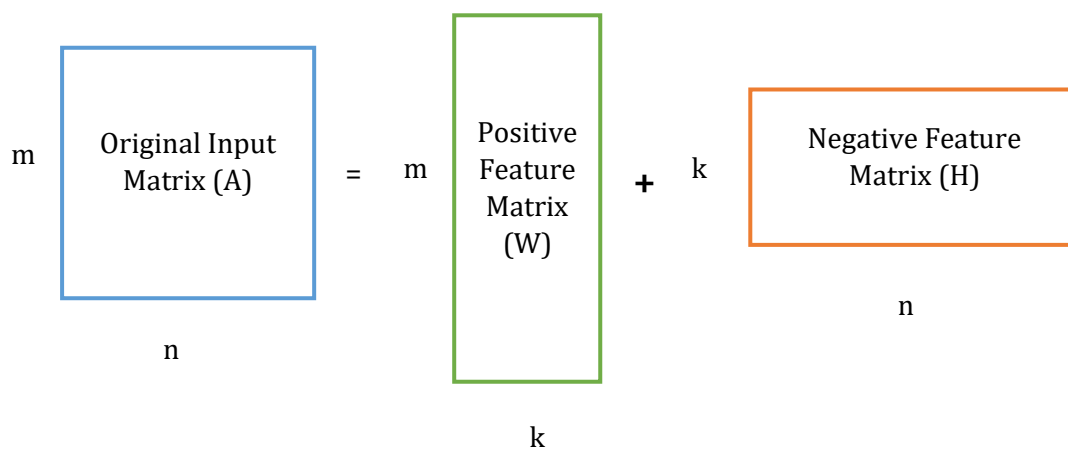 m
Original Input
Matrix (A)
n
=
m
Positive
Feature
Matrix
(W)
k
+
k
Negative Feature
Matrix (H)
n